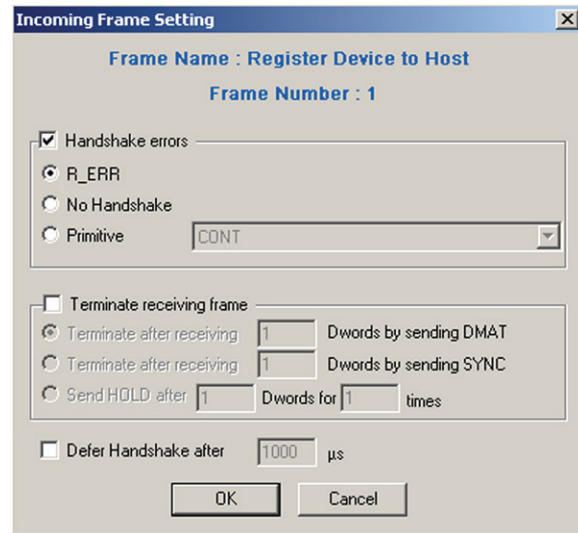 Incoming Frame Setting
Frame Name : Register Device to Host
Frame Number : 1
Handshake errors
R_ERR
No Handshake
Primitive CONT
Terminate receiving frame
Terminate after receiving 1 Dwords by sending DMAT
Terminate after receiving 1 Dwords by sending SYNC
Send HOLD after 1 Dwords for 1 times
Defer Handshake after 1000 µs
OK Cancel